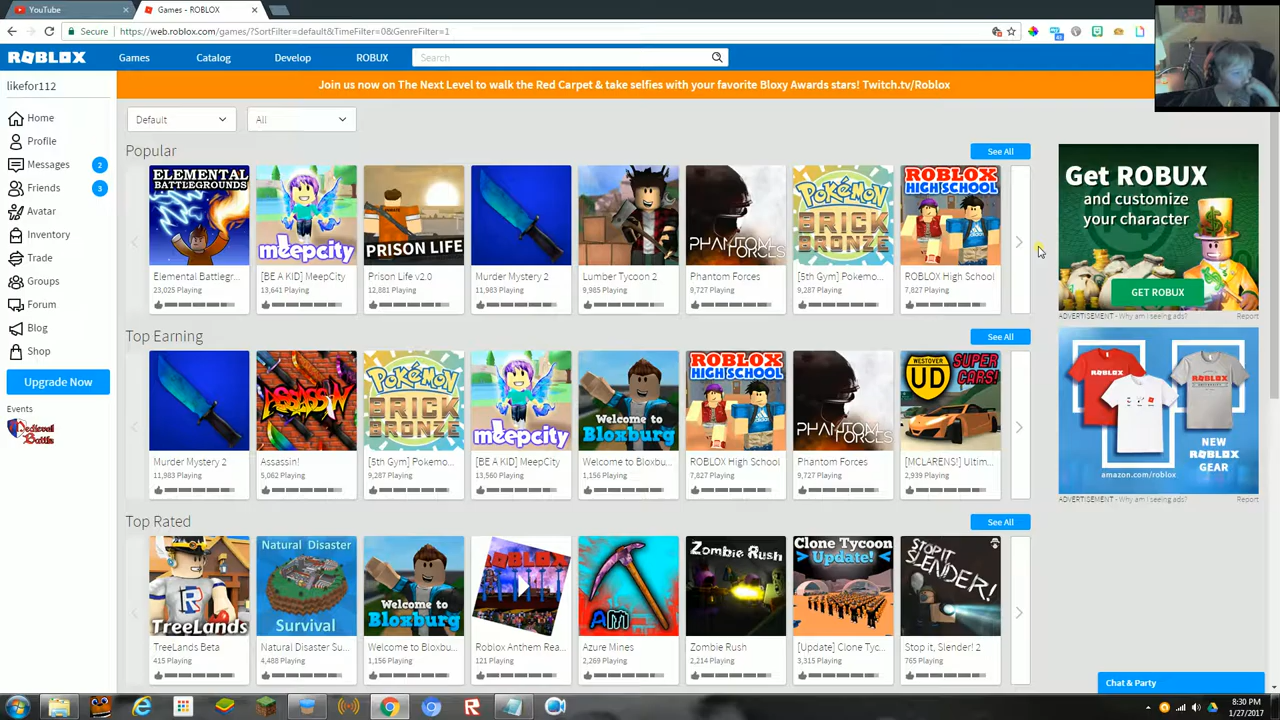 YouTube
Games - ROBLOX
Secure
https://web.roblox.com/games/?SortFilter=default&TimeFilter=0&GenreFilter=1
ROBLOX
Games
Catalog
Develop
ROBUX
Search
likefor112
Join us now on The Next Level to walk the Red Carpet & take selfies with your favorite Bloxy Awards stars! Twitch.tv/Roblox
Home
Profile
Messages 2
Friends 3
Avatar
Inventory
Trade
Groups
Forum
Blog
Shop
Upgrade Now
Events
Medieval
Battle
Default
All
Popular
See All
ELEMENTAL
BATTLEGROUNDS
meepcity
PRISON LIFE
PHANTOM FORCES
POKéMON
BRICK
BRONZE
ROBLOX
HIGH SCHOOL
Elemental Battlegr...
[BE A KID] MeepCity
Prison Life v2.0
Murder Mystery 2
Lumber Tycoon 2
Phantom Forces
[5th Gym] Pokemo...
ROBLOX High School
23,025 Playing
13,641 Playing
12,881 Playing
11,983 Playing
9,985 Playing
9,727 Playing
9,287 Playing
7,827 Playing
Top Earning
See All
ASSASSIN
POKéMON
BRICK
BRONZE
meepcity
Welcome to
Bloxburg
ROBLOX
HIGH SCHOOL
PHANTOM FORCES
WESTOVER
UD
SUPER
CARS!
Murder Mystery 2
Assassin!
[5th Gym] Pokemo...
[BE A KID] MeepCity
Welcome to Bloxbu...
ROBLOX High School
Phantom Forces
[MCLARENS!] Ultim...
11,983 Playing
5,062 Playing
9,287 Playing
13,560 Playing
1,156 Playing
7,827 Playing
9,727 Playing
2,939 Playing
Top Rated
See All
R
TreeLands
Natural Disaster
Survival
Welcome to
Bloxburg
ROBLOX
AM
Zombie Rush
Clone Tycoon
>Update!<
STOP IT,
SLENDER!
TreeLands Beta
Natural Disaster Su...
Welcome to Bloxbu...
Roblox Anthem Rea...
Azure Mines
Zombie Rush
[Update] Clone Tyc...
Stop it, Slender! 2
415 Playing
4,488 Playing
1,156 Playing
121 Playing
2,269 Playing
2,214 Playing
3,315 Playing
765 Playing
Get ROBUX
and customize
your character
GET ROBUX
ADVERTISEMENT - Why am I seeing ads?
Report
ROBLOX
NEW
ROBLOX
GEAR
amazon.com/roblox
ADVERTISEMENT - Why am I seeing ads?
Report
Chat & Party
8:30 PM
1/27/2017